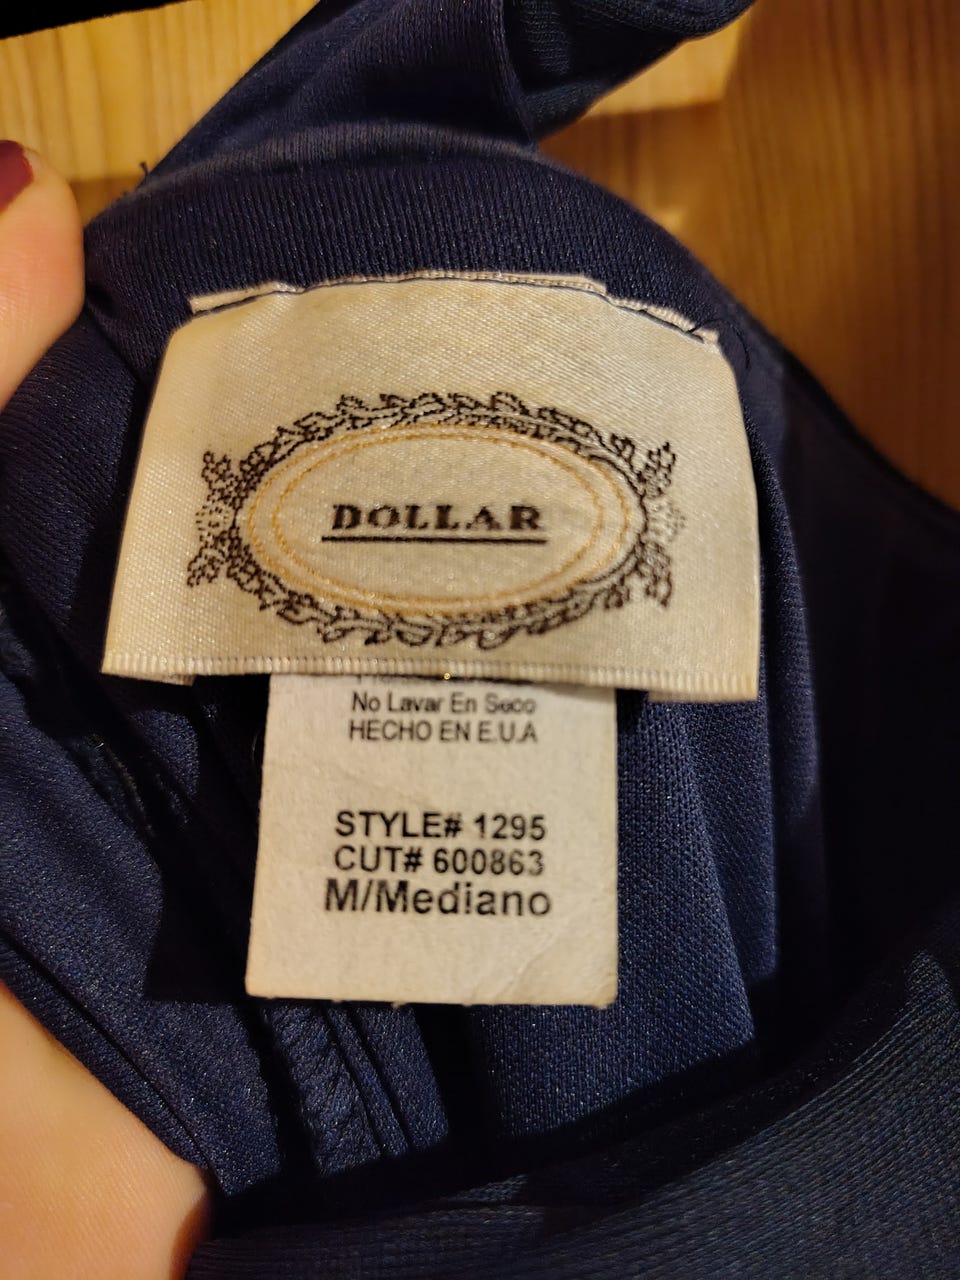 DOLLAR
No Lavar En Seco
HECHO EN E.U.A
STYLE# 1295
CUT# 600863
M/Mediano